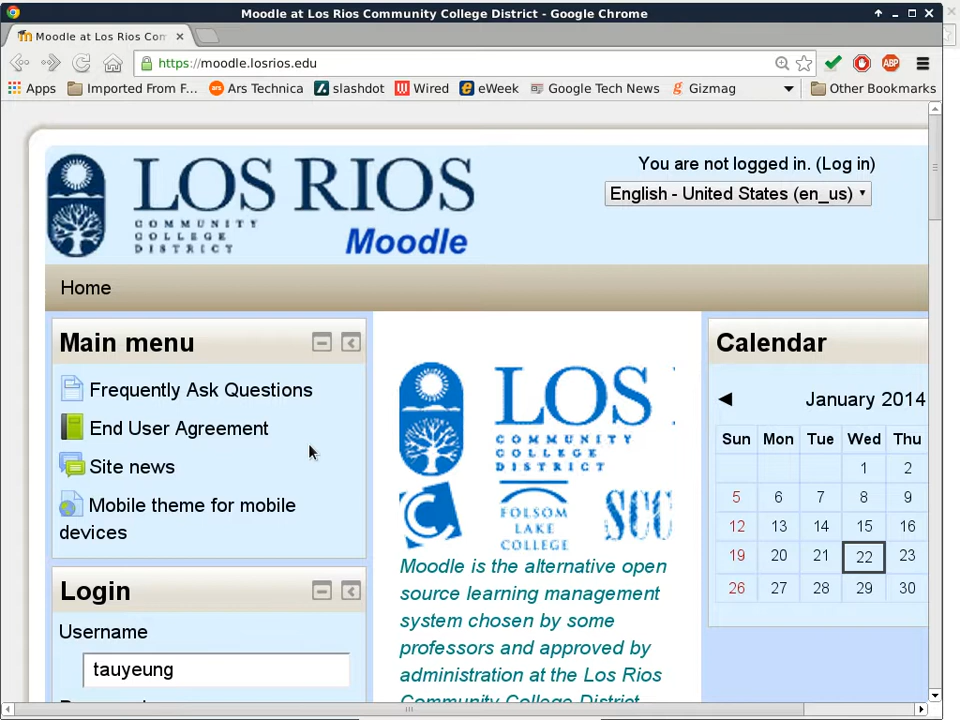 Moodle at Los Rios Community College District - Google Chrome
Moodle at Los Rios Com
https://moodle.losrios.edu
Apps Imported From F... Ars Technica slashdot Wired eWeek Google Tech News Gizmag Other Bookmarks
ABP
LOS RIOS
COMMUNITY
COLLEGE
DISTRICT
Moodle
You are not logged in. (Log in)
English - United States (en_us)
Home
Main menu
Frequently Ask Questions
End User Agreement
Site news
Mobile theme for mobile
devices
Login
Username
tauyeung
LOS
COMMUNITY
COLLEGE
DISTRICT
C
FOLSOM
LAKE
COLLEGE
SCC
Moodle is the alternative open
source learning management
system chosen by some
professors and approved by
administration at the Los Rios
Community College District
Calendar
January 2014
Sun Mon Tue Wed Thu
1 2
5 6 7 8 9
12 13 14 15 16
19 20 21 22 23
26 27 28 29 30